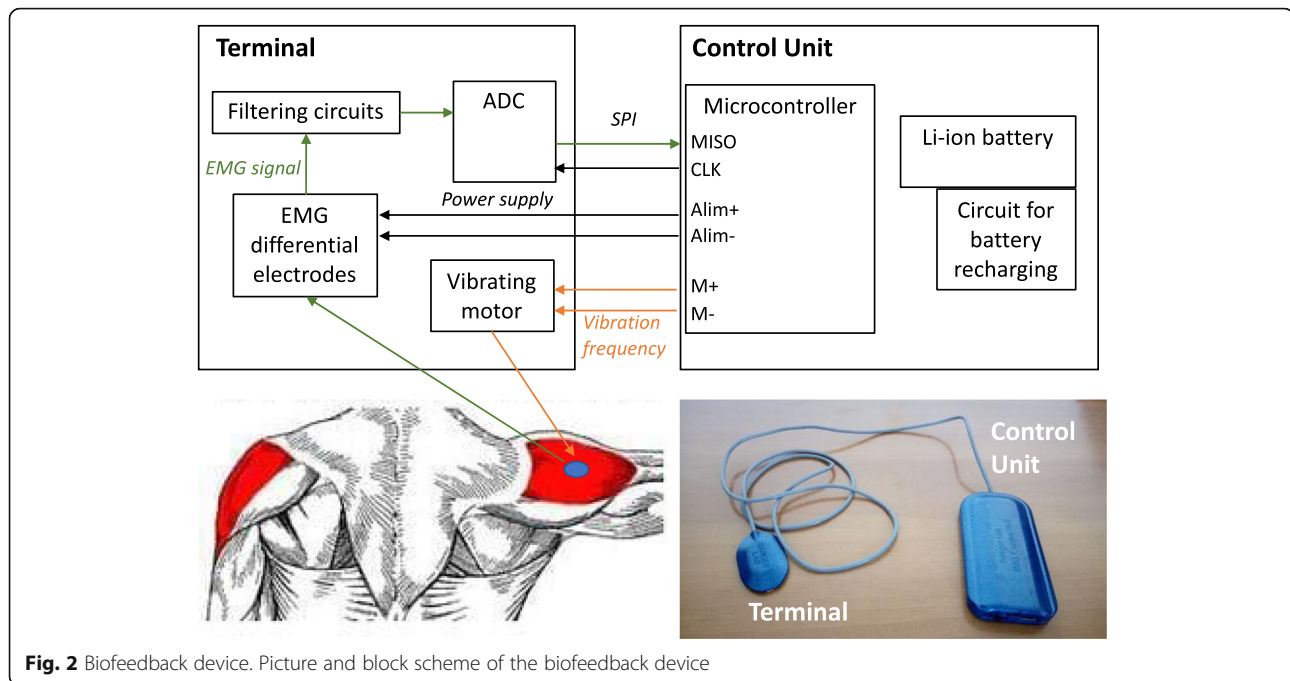 Terminal
Filtering circuits
ADC
EMG signal
EMG
differential
electrodes
Power supply
Vibrating
motor
SPI
Vibration
frequency
Control Unit
Microcontroller
MISO
CLK
Alim+
Alim-
M+
M-
Li-ion battery
Circuit for
battery
recharging
Control
Unit
Terminal
Fig. 2 Biofeedback device. Picture and block scheme of the biofeedback device